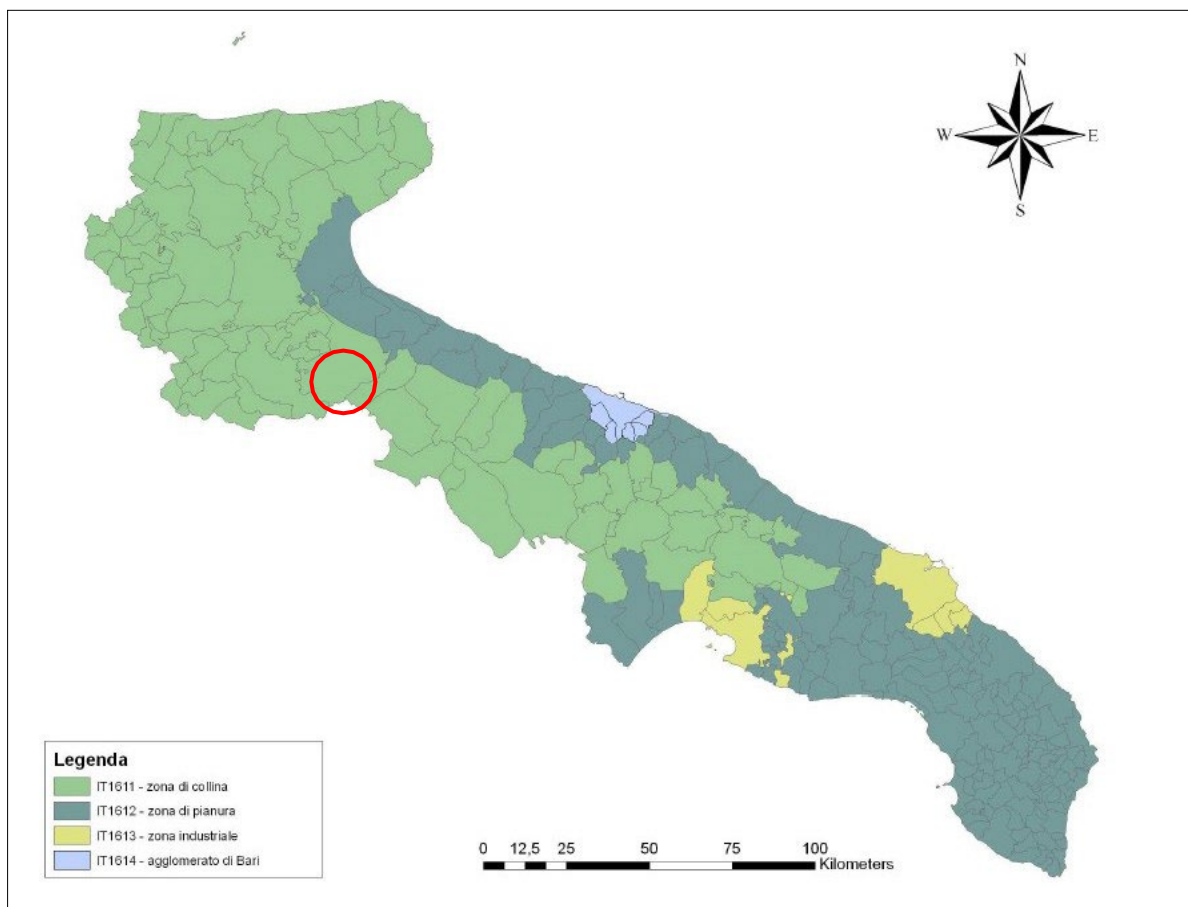 N
W E
S
Legenda
IT1611 - zona di collina
IT1612 - zona di pianura
IT1613 - zona industriale
IT1614 - agglomerato di Bari
0 12,5 25 50 75 100
Kilometers